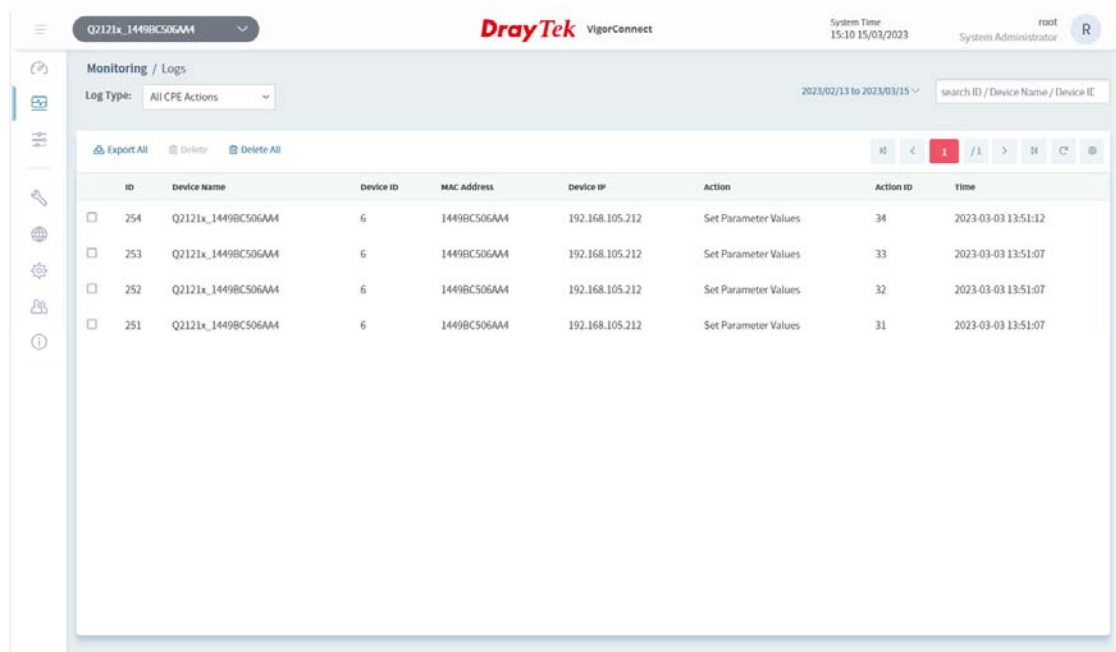 Q2121x_1449BC506AA4
DrayTek VigorConnect
System Time
15:10 15/03/2023
root
System Administrator
R
Monitoring / Logs
Log Type: All CPE Actions
2023/02/13 to 2023/03/15
search ID / Device Name / Device ID
Export All Delete Delete All
1 / 1
ID Device Name Device ID MAC Address Device IP Action Action ID Time
254 Q2121x_1449BC506AA4 6 1449BC506AA4 192.168.105.212 Set Parameter Values 34 2023-03-03 13:51:12
253 Q2121x_1449BC506AA4 6 1449BC506AA4 192.168.105.212 Set Parameter Values 33 2023-03-03 13:51:07
252 Q2121x_1449BC506AA4 6 1449BC506AA4 192.168.105.212 Set Parameter Values 32 2023-03-03 13:51:07
251 Q2121x_1449BC506AA4 6 1449BC506AA4 192.168.105.212 Set Parameter Values 31 2023-03-03 13:51:07